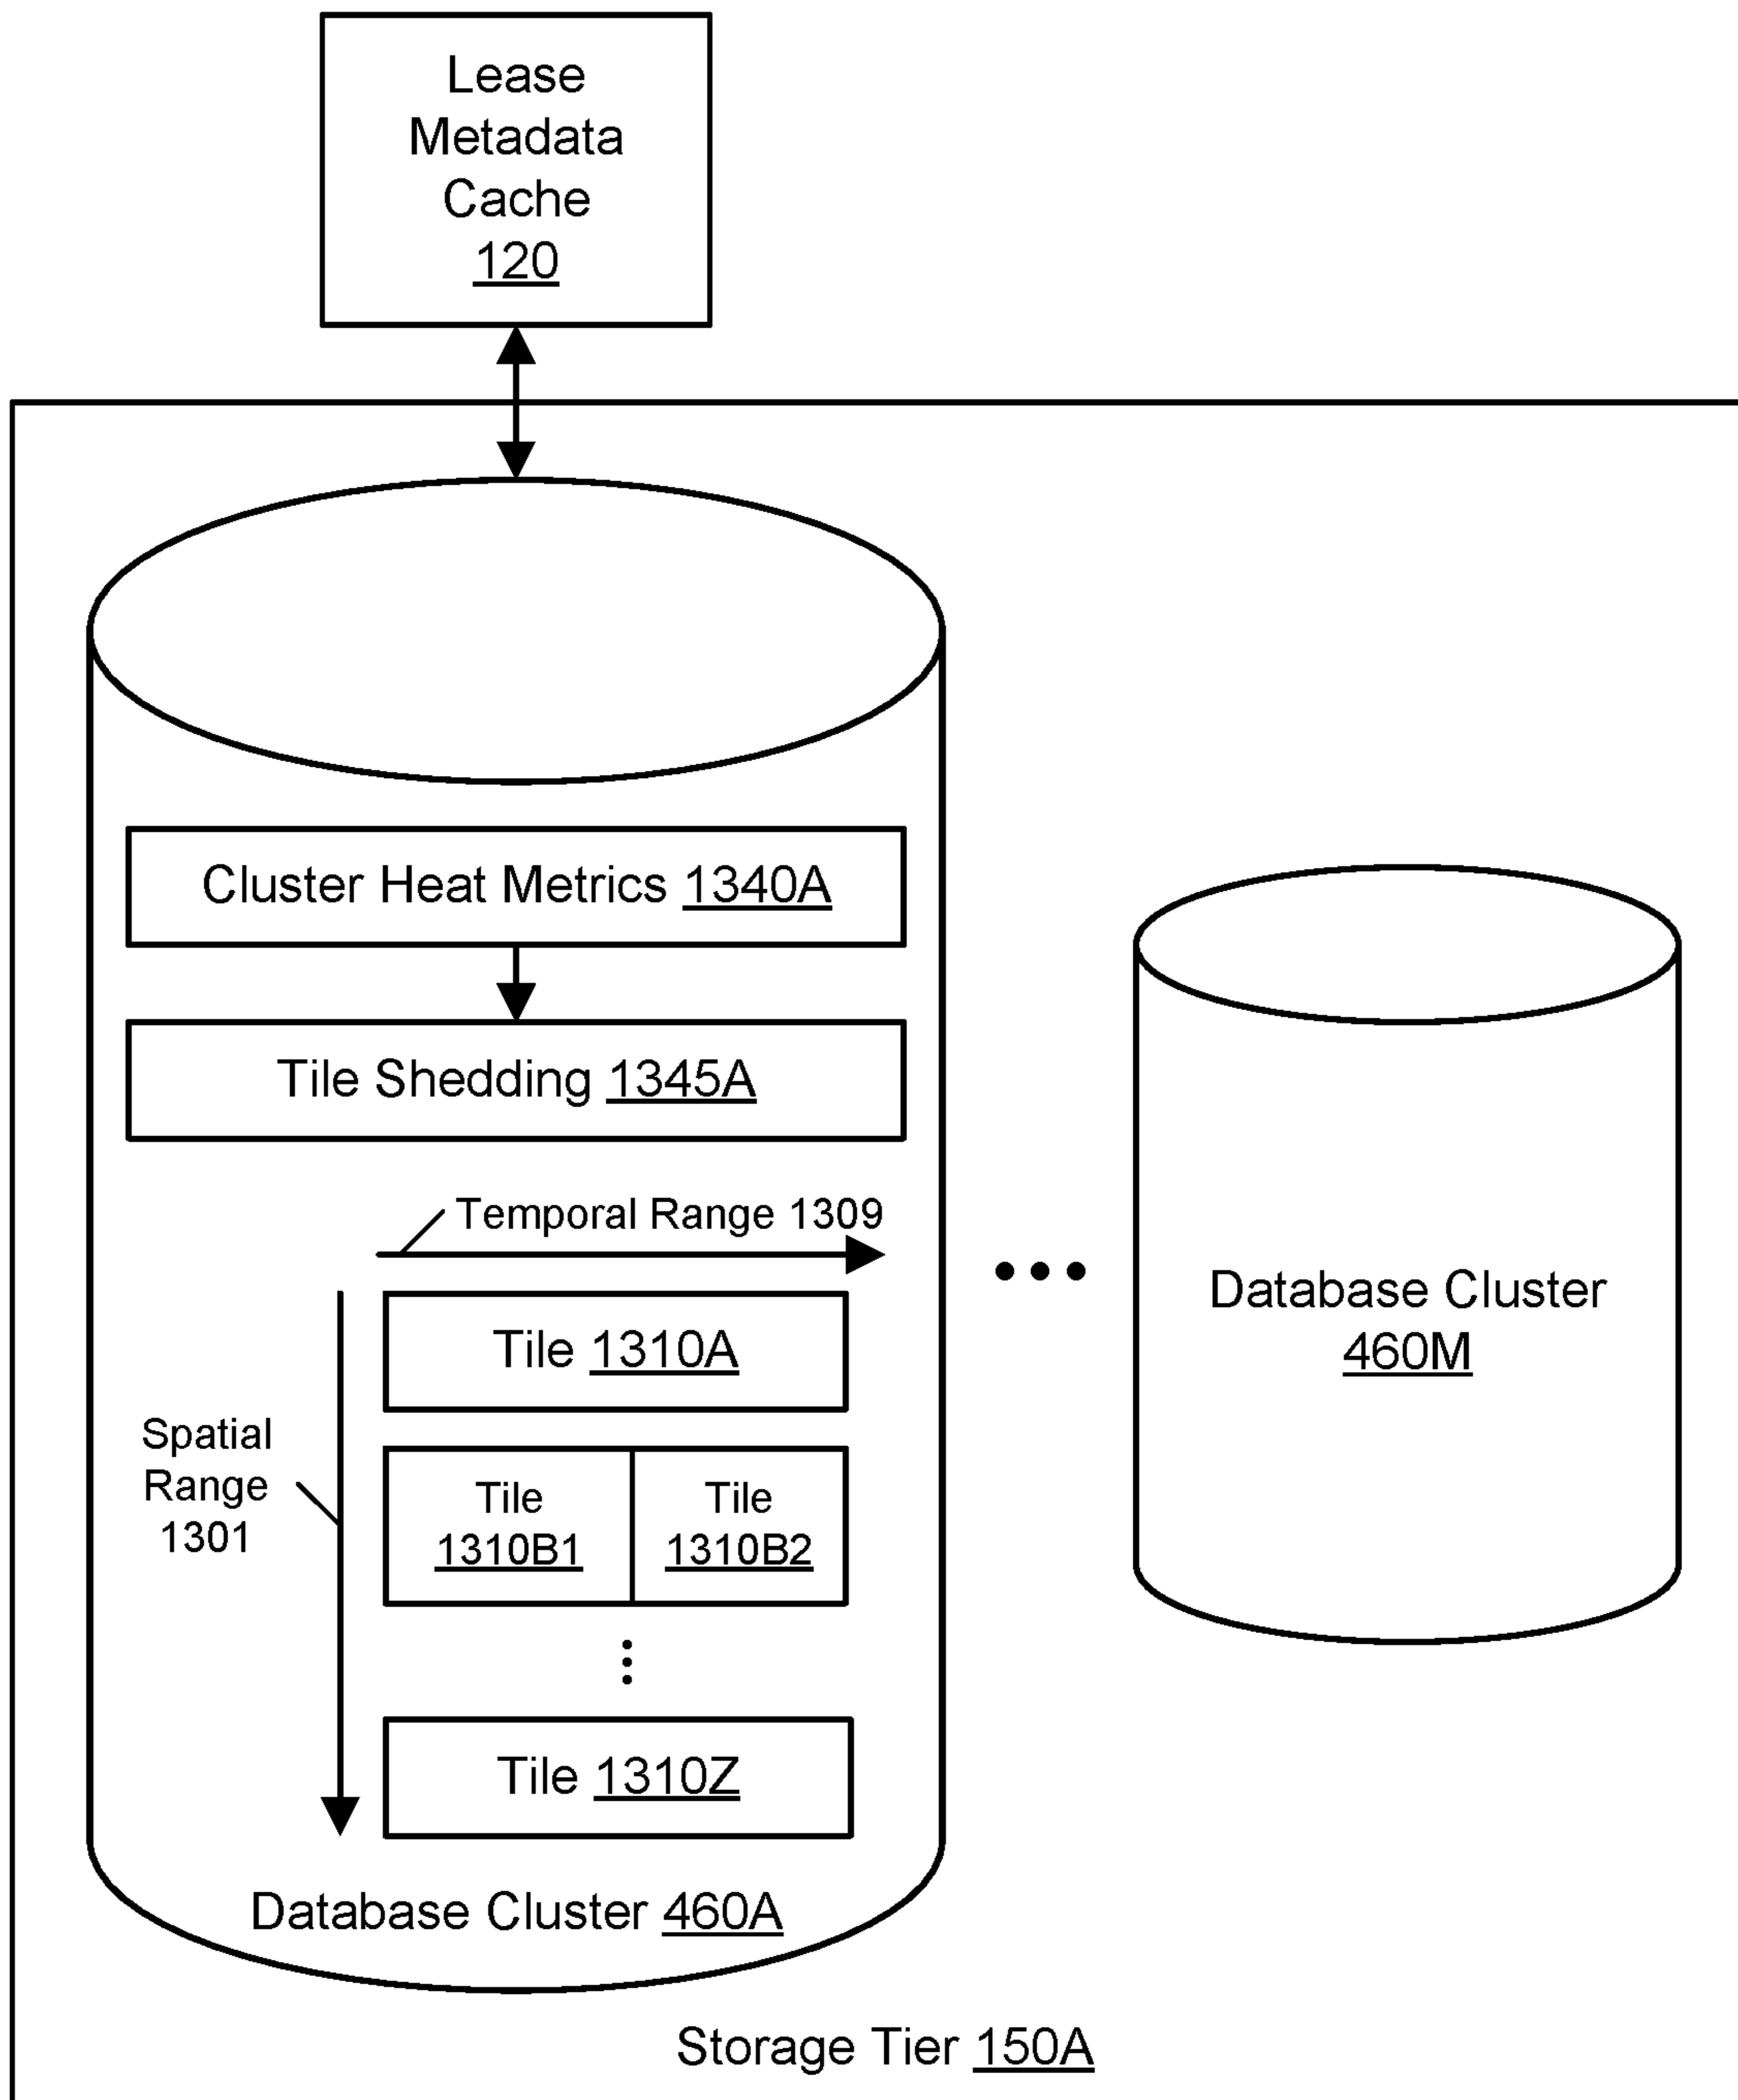 Lease
Metadata
Cache
120
Cluster Heat Metrics 1340A
Tile Shedding 1345A
Temporal Range 1309
Tile 1310A
Spatial
Range
1301
Tile
1310B1
Tile
1310B2
Tile 1310Z
Database Cluster 460A
Database Cluster
460M
Storage Tier 150A